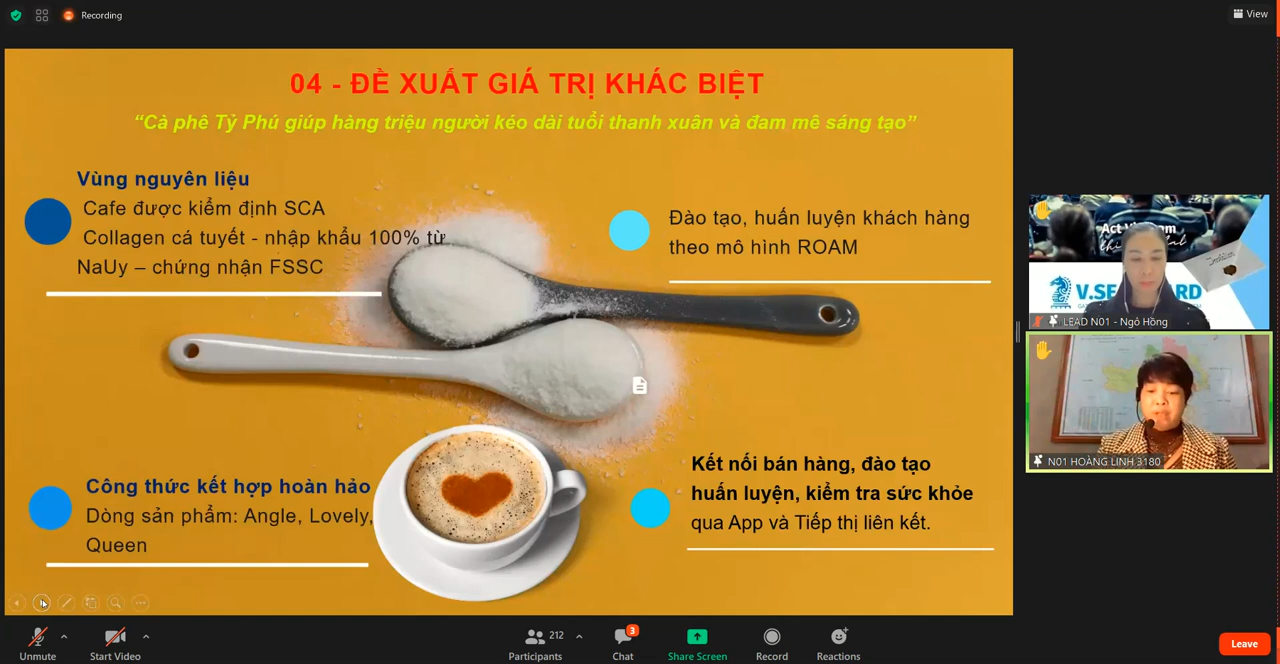 Recording
View
04 - ĐỀ XUẤT GIÁ TRỊ KHÁC BIỆT
“Cà phê Tỷ Phú giúp hàng triệu người kéo dài tuổi thanh xuân và đam mê sáng tạo”
Vùng nguyên liệu
Cafe được kiểm định SCA
Collagen cá tuyết - nhập khẩu 100% từ
NaUy – chứng nhận FSSC
Đào tạo, huấn luyện khách hàng
theo mô hình ROAM
Công thức kết hợp hoàn hảo
Dòng sản phẩm: Angle, Lovely,
Queen
Kết nối bán hàng, đào tạo
huấn luyện, kiểm tra sức khỏe
qua App và Tiếp thị liên kết.
LEAD N01 - Ngô Hồng
N01 HOÀNG LINH 3180
Unmute
Start Video
212
Participants
3
Chat
Share Screen
Record
Reactions
Leave